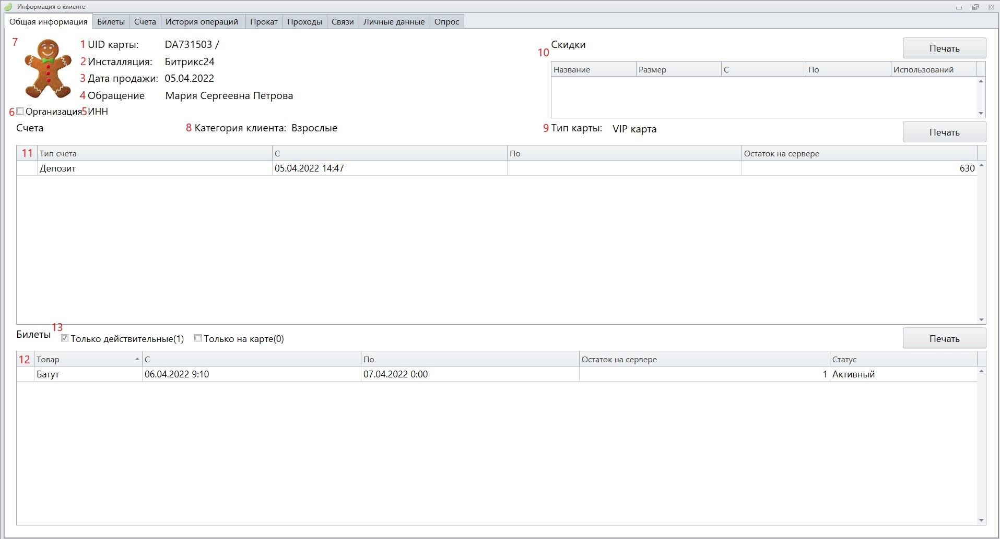 Информация о клиенте
Общая информация Билеты Счета История операций Прокат Проходы Связи Личные данные Опрос
7
1 UID карты: DA731503 /
2 Инсталляция: Битрикс24
3 Дата продажи: 05.04.2022
4 Обращение Мария Сергеевна Петрова
6 Организация 5 ИНН
10 Скидки Печать
Название Размер С По Использований
Счета 8 Категория клиента: Взрослые 9 Тип карты: VIP карта Печать
11 Тип счета С По Остаток на сервере
Депозит 05.04.2022 14:47 630
Билеты 13 Только действительные(1) Только на карте(0) Печать
12 Товар С По Остаток на сервере Статус
Батут 06.04.2022 9:10 07.04.2022 0:00 1 Активный